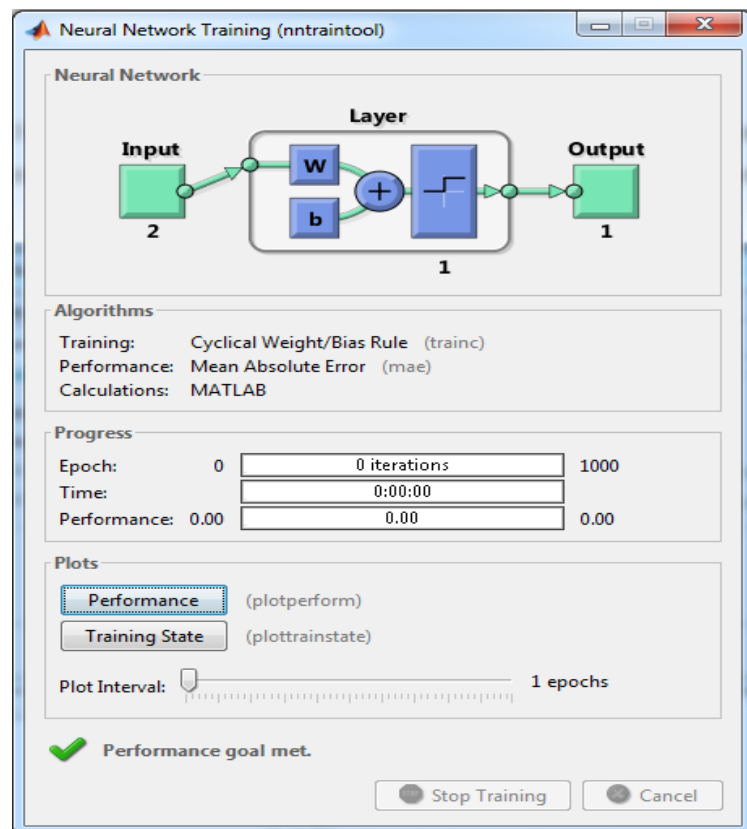 Neural Network Training (nntraintool)
Neural Network
Layer
Input
Output
W
b
+
2
1
1
Algorithms
Training: Cyclical Weight/Bias Rule (trainc)
Performance: Mean Absolute Error (mae)
Calculations: MATLAB
Progress
Epoch: 0 0 iterations 1000
Time: 0:00:00
Performance: 0.00 0.00 0.00
Plots
Performance (plotperform)
Training State (plottrainstate)
Plot Interval: 1 epochs
Performance goal met.
Stop Training Cancel